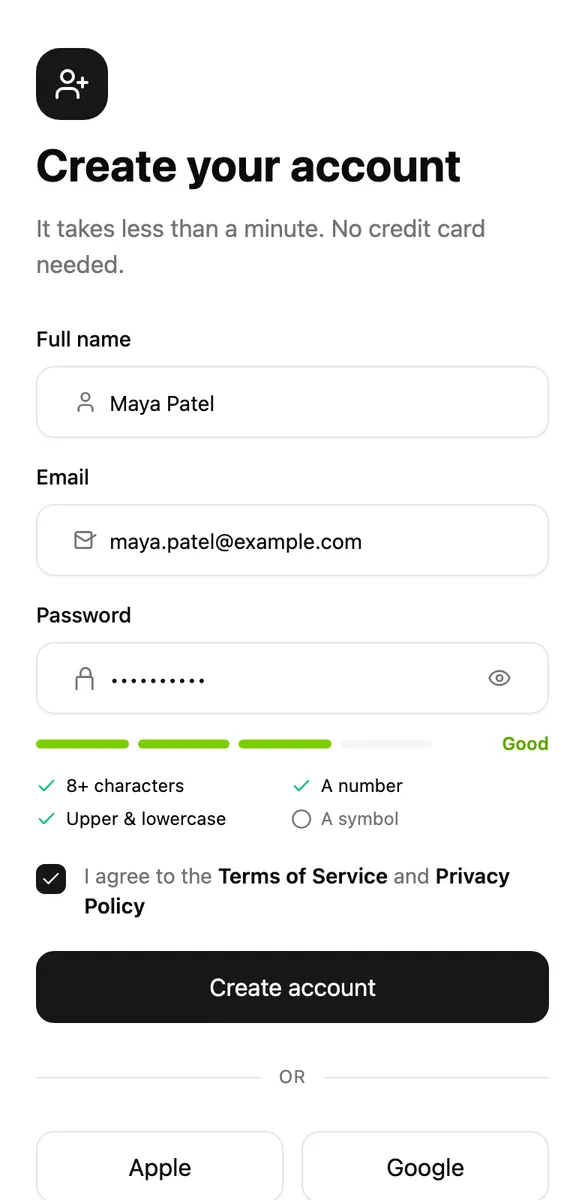 Create your account
It takes less than a minute. No credit card
needed.
Full name
Maya Patel
Email
maya.patel@example.com
Password
••••••••••
Good
8+ characters
A number
Upper & lowercase
A symbol
I agree to the Terms of Service and Privacy
Policy
Create account
OR
Apple
Google